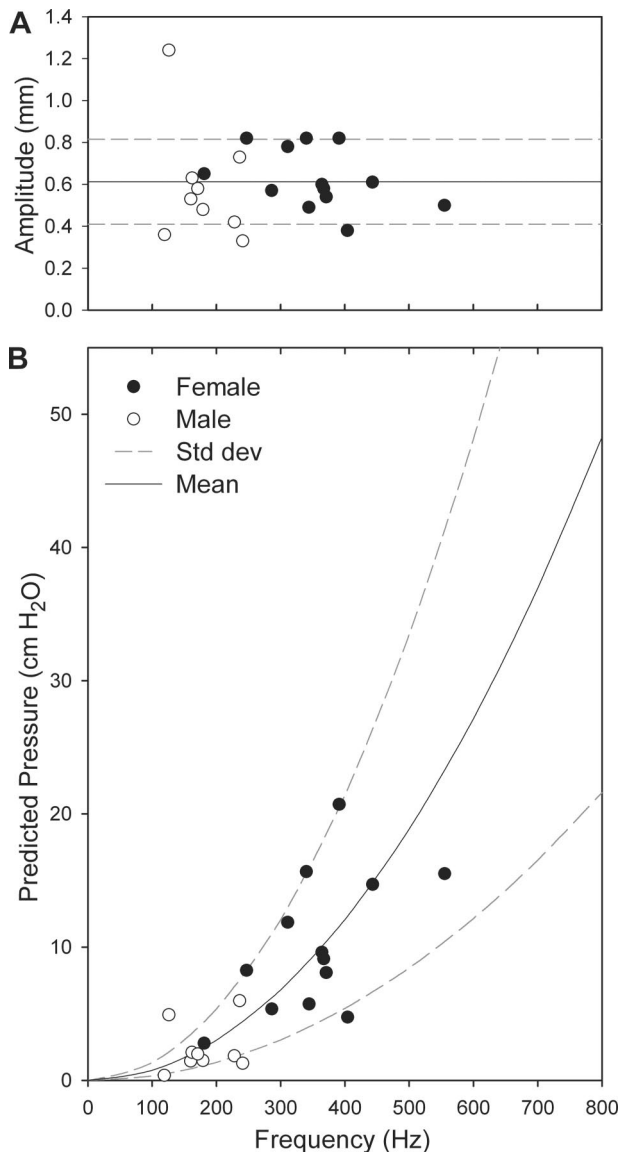 A
Amplitude (mm)
1.4
1.2
1.0
0.8
0.6
0.4
0.2
0.0
B
Female
Male
Std dev
Mean
Predicted Pressure (cm H₂O)
50
40
30
20
10
0
0 100 200 300 400 500 600 700 800
Frequency (Hz)